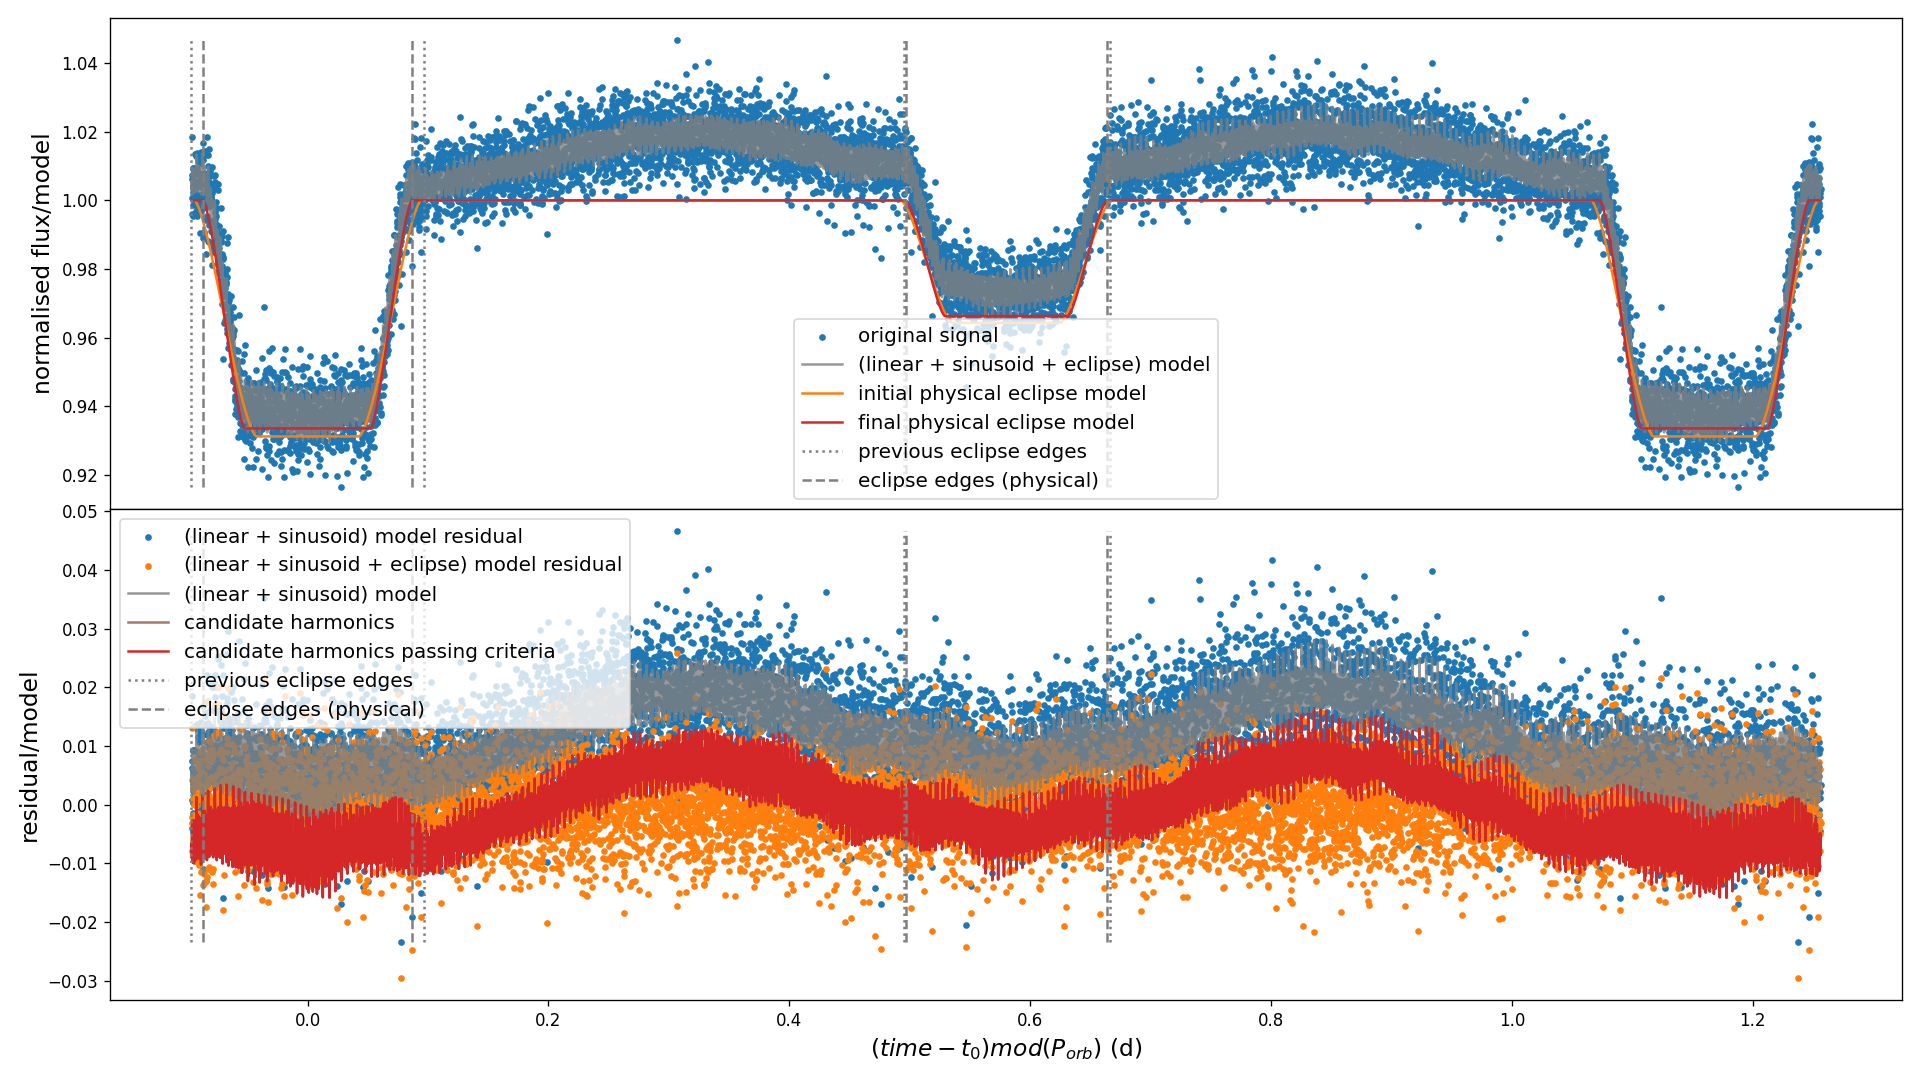 normalised flux/model
1.04
1.02
1.00
0.98
0.96
0.94
0.92
original signal
(linear + sinusoid + eclipse) model
initial physical eclipse model
final physical eclipse model
previous eclipse edges
eclipse edges (physical)
residual/model
0.05
0.04
0.03
0.02
0.01
0.00
−0.01
−0.02
−0.03
(linear + sinusoid) model residual
(linear + sinusoid + eclipse) model residual
(linear + sinusoid) model
candidate harmonics
candidate harmonics passing criteria
previous eclipse edges
eclipse edges (physical)
0.0 0.2 0.4 0.6 0.8 1.0 1.2
(time − t₀)mod(P_orb) (d)